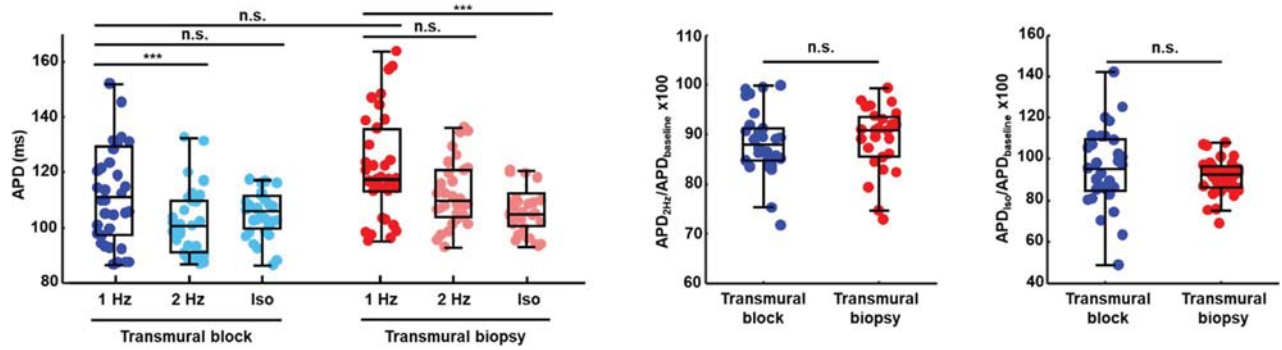 ***
n.s.
n.s.
n.s.
***
APD (ms)
160
140
120
100
80
1 Hz
2 Hz
Iso
1 Hz
2 Hz
Iso
Transmural block
Transmural biopsy
n.s.
APD2Hz/APDbaseline x100
110
100
90
80
70
60
Transmural
block
Transmural
biopsy
n.s.
APDIso/APDbaseline x100
160
140
120
100
80
60
40
Transmural
block
Transmural
biopsy